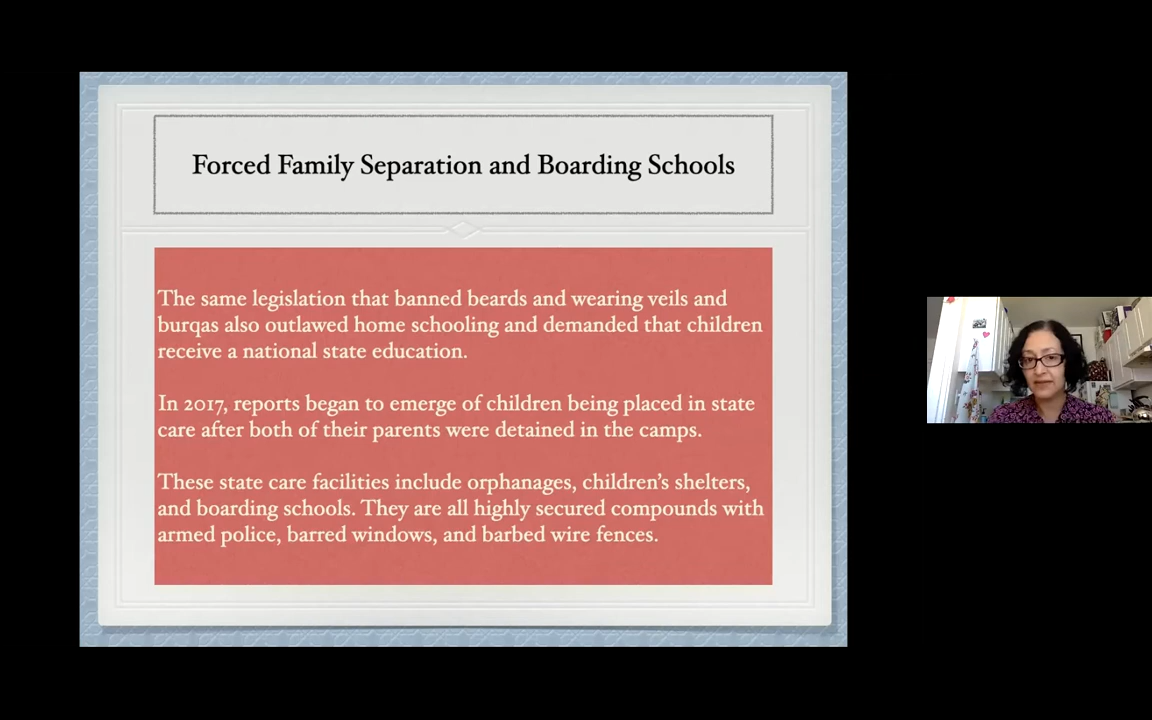 Forced Family Separation and Boarding Schools
The same legislation that banned beards and wearing veils and
burqas also outlawed home schooling and demanded that children
receive a national state education.
In 2017, reports began to emerge of children being placed in state
care after both of their parents were detained in the camps.
These state care facilities include orphanages, children’s shelters,
and boarding schools. They are all highly secured compounds with
armed police, barred windows, and barbed wire fences.